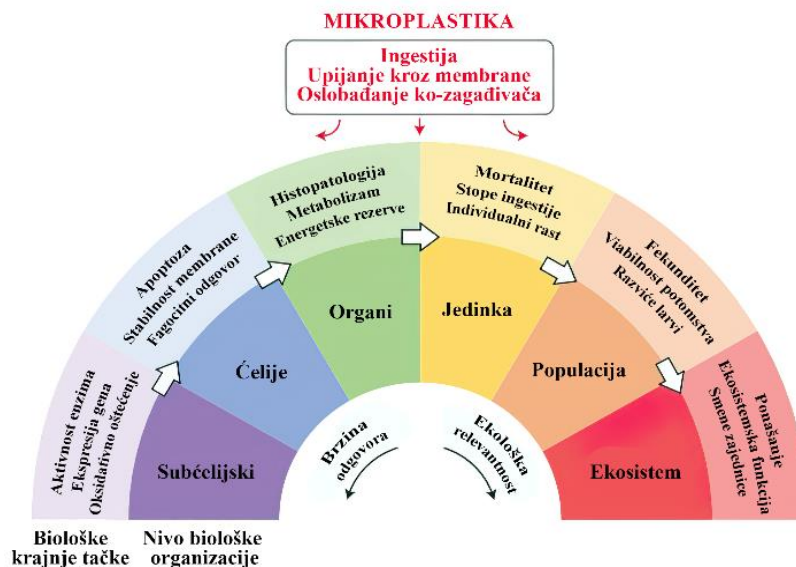 MIKROPLASTIKA
Ingestija
Upijanje kroz membrane
Oslobađanje ko-zagađivača
Aktivnost enzima
Ekspresija gena
Oksidativno oštećenje
Subćelijski
Apoptoza
Stabilnost membrane
Fagocitni odgovor
Ćelije
Histopatologija
Metabolizam
Energetske rezerve
Organi
Mortalitet
Stope ingestije
Individualni rast
Jedinka
Fekunditet
Viabilnost potomstva
Razviće larvi
Populacija
Ponašanje
Ekosistemska funkcija
Smene zajednice
Ekosistem
Brzina
odgovora
Ekološka
relevantnost
Biološke
krajnje tačke
Nivo biološke
organizacije